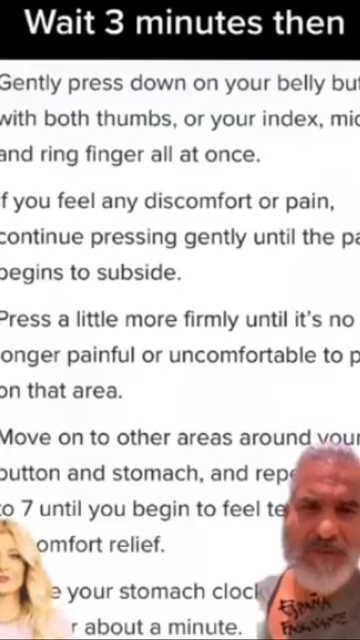 Wait 3 minutes then
Gently press down on your belly but
with both thumbs, or your index, mid
and ring finger all at once.
f you feel any discomfort or pain,
continue pressing gently until the pa
begins to subside.
Press a little more firmly until it's no
onger painful or uncomfortable to p
on that area.
Move on to other areas around your
button and stomach, and repe
to 7 until you begin to feel te
omfort relief.
e your stomach clock
r about a minute.
ESPAÑA